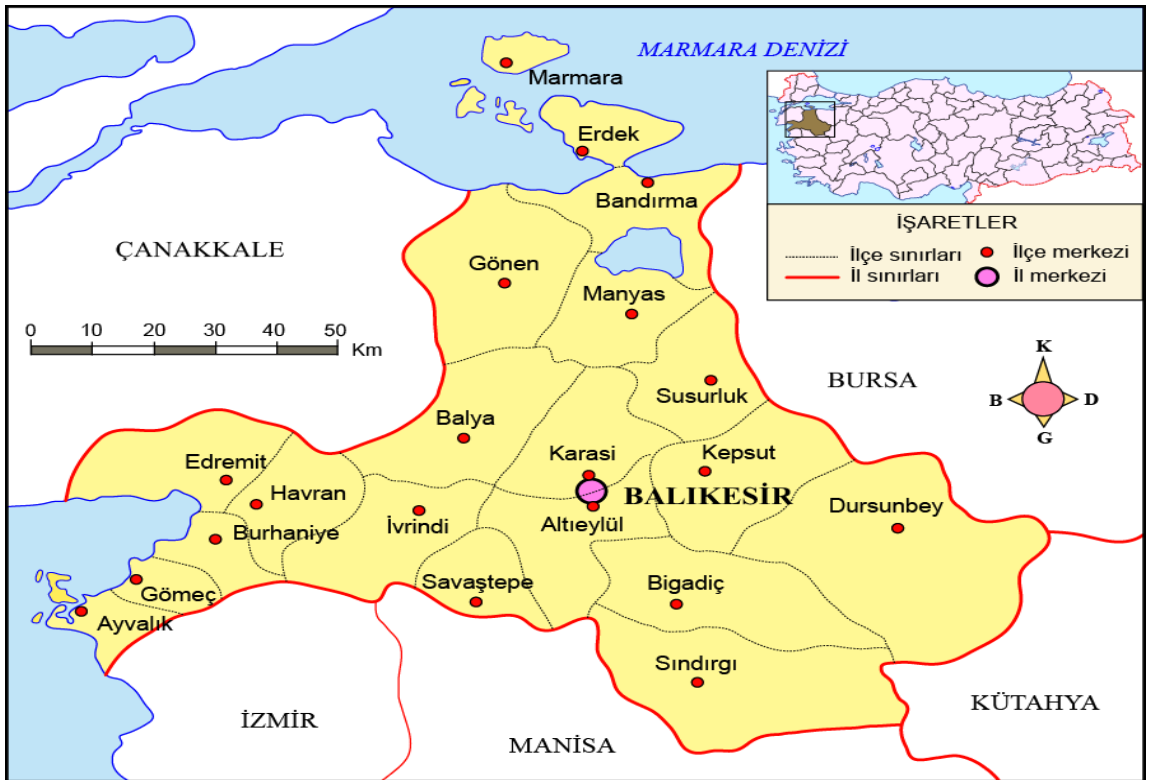 MARMARA DENİZİ
Marmara
Erdek
Bandırma
ÇANAKKALE
Gönen
Manyas
İŞARETLER
İlçe sınırları
İlçe merkezi
İl sınırları
İl merkezi
0 10 20 30 40 50
Km
BURSA
K
B D
G
Susurluk
Balya
Karasi
Kepsut
Edremit
Havran
BALIKESİR
Dursunbey
İvrindi
Altıeylül
Burhaniye
Gömeç
Savaştepe
Bigadiç
Ayvalık
Sındırgı
İZMİR
MANİSA
KÜTAHYA